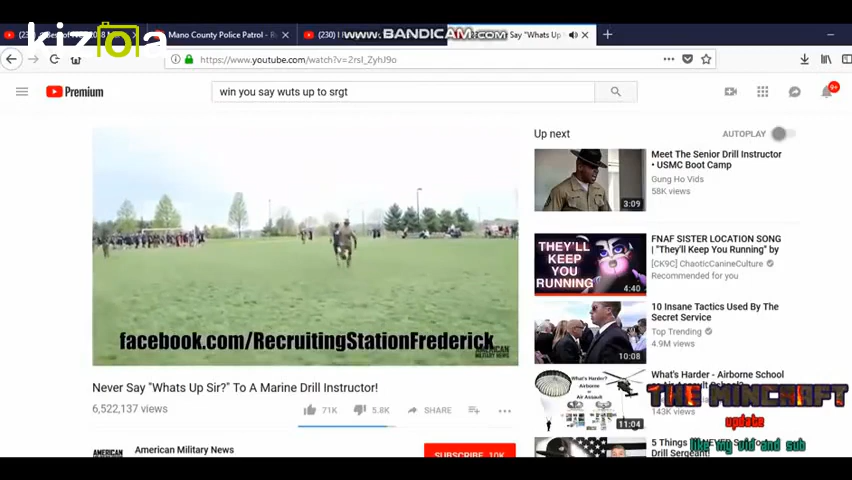 kizoa
Mano County Police Patrol - R
(230)
WWW.BANDICAM.COM
Say "Whats Up
https://www.youtube.com/watch?v=2rsI_ZyhJ9o
Premium
win you say wuts up to srgt
9+
Up next
AUTOPLAY
Meet The Senior Drill Instructor
• USMC Boot Camp
Gung Ho Vids
58K views
3:09
THEY'LL
KEEP
YOU
RUNNING
4:40
FNAF SISTER LOCATION SONG
| "They'll Keep You Running" by
[CK9C] ChaoticCanineCulture
Recommended for you
10 Insane Tactics Used By The
Secret Service
Top Trending
4.9M views
10:08
What's Harder - Airborne School
143K views
What's Harder?
Airborne
or
Air Assault
11:04
5 Things
Drill Sergeant!
facebook.com/RecruitingStationFrederick
AMERICAN
MILITARY NEWS
Never Say "Whats Up Sir?" To A Marine Drill Instructor!
6,522,137 views
71K
5.8K
SHARE
AMERICAN
American Military News
SUBSCRIBE 10K
THE MINCRAFT
update
like my vid and sub